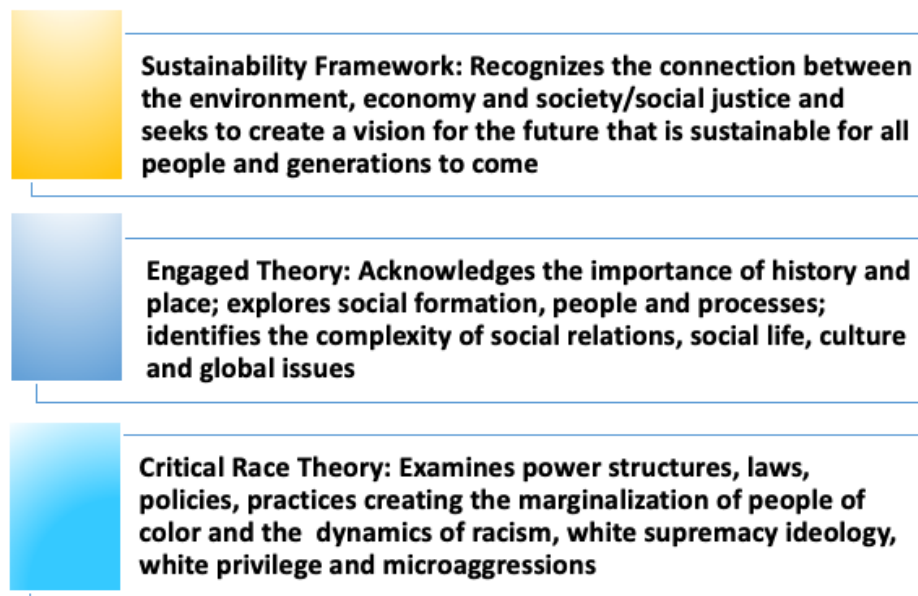 Sustainability Framework: Recognizes the connection between
the environment, economy and society/social justice and
seeks to create a vision for the future that is sustainable for all
people and generations to come
Engaged Theory: Acknowledges the importance of history and
place; explores social formation, people and processes;
identifies the complexity of social relations, social life, culture
and global issues
Critical Race Theory: Examines power structures, laws,
policies, practices creating the marginalization of people of
color and the  dynamics of racism, white supremacy ideology,
white privilege and microaggressions